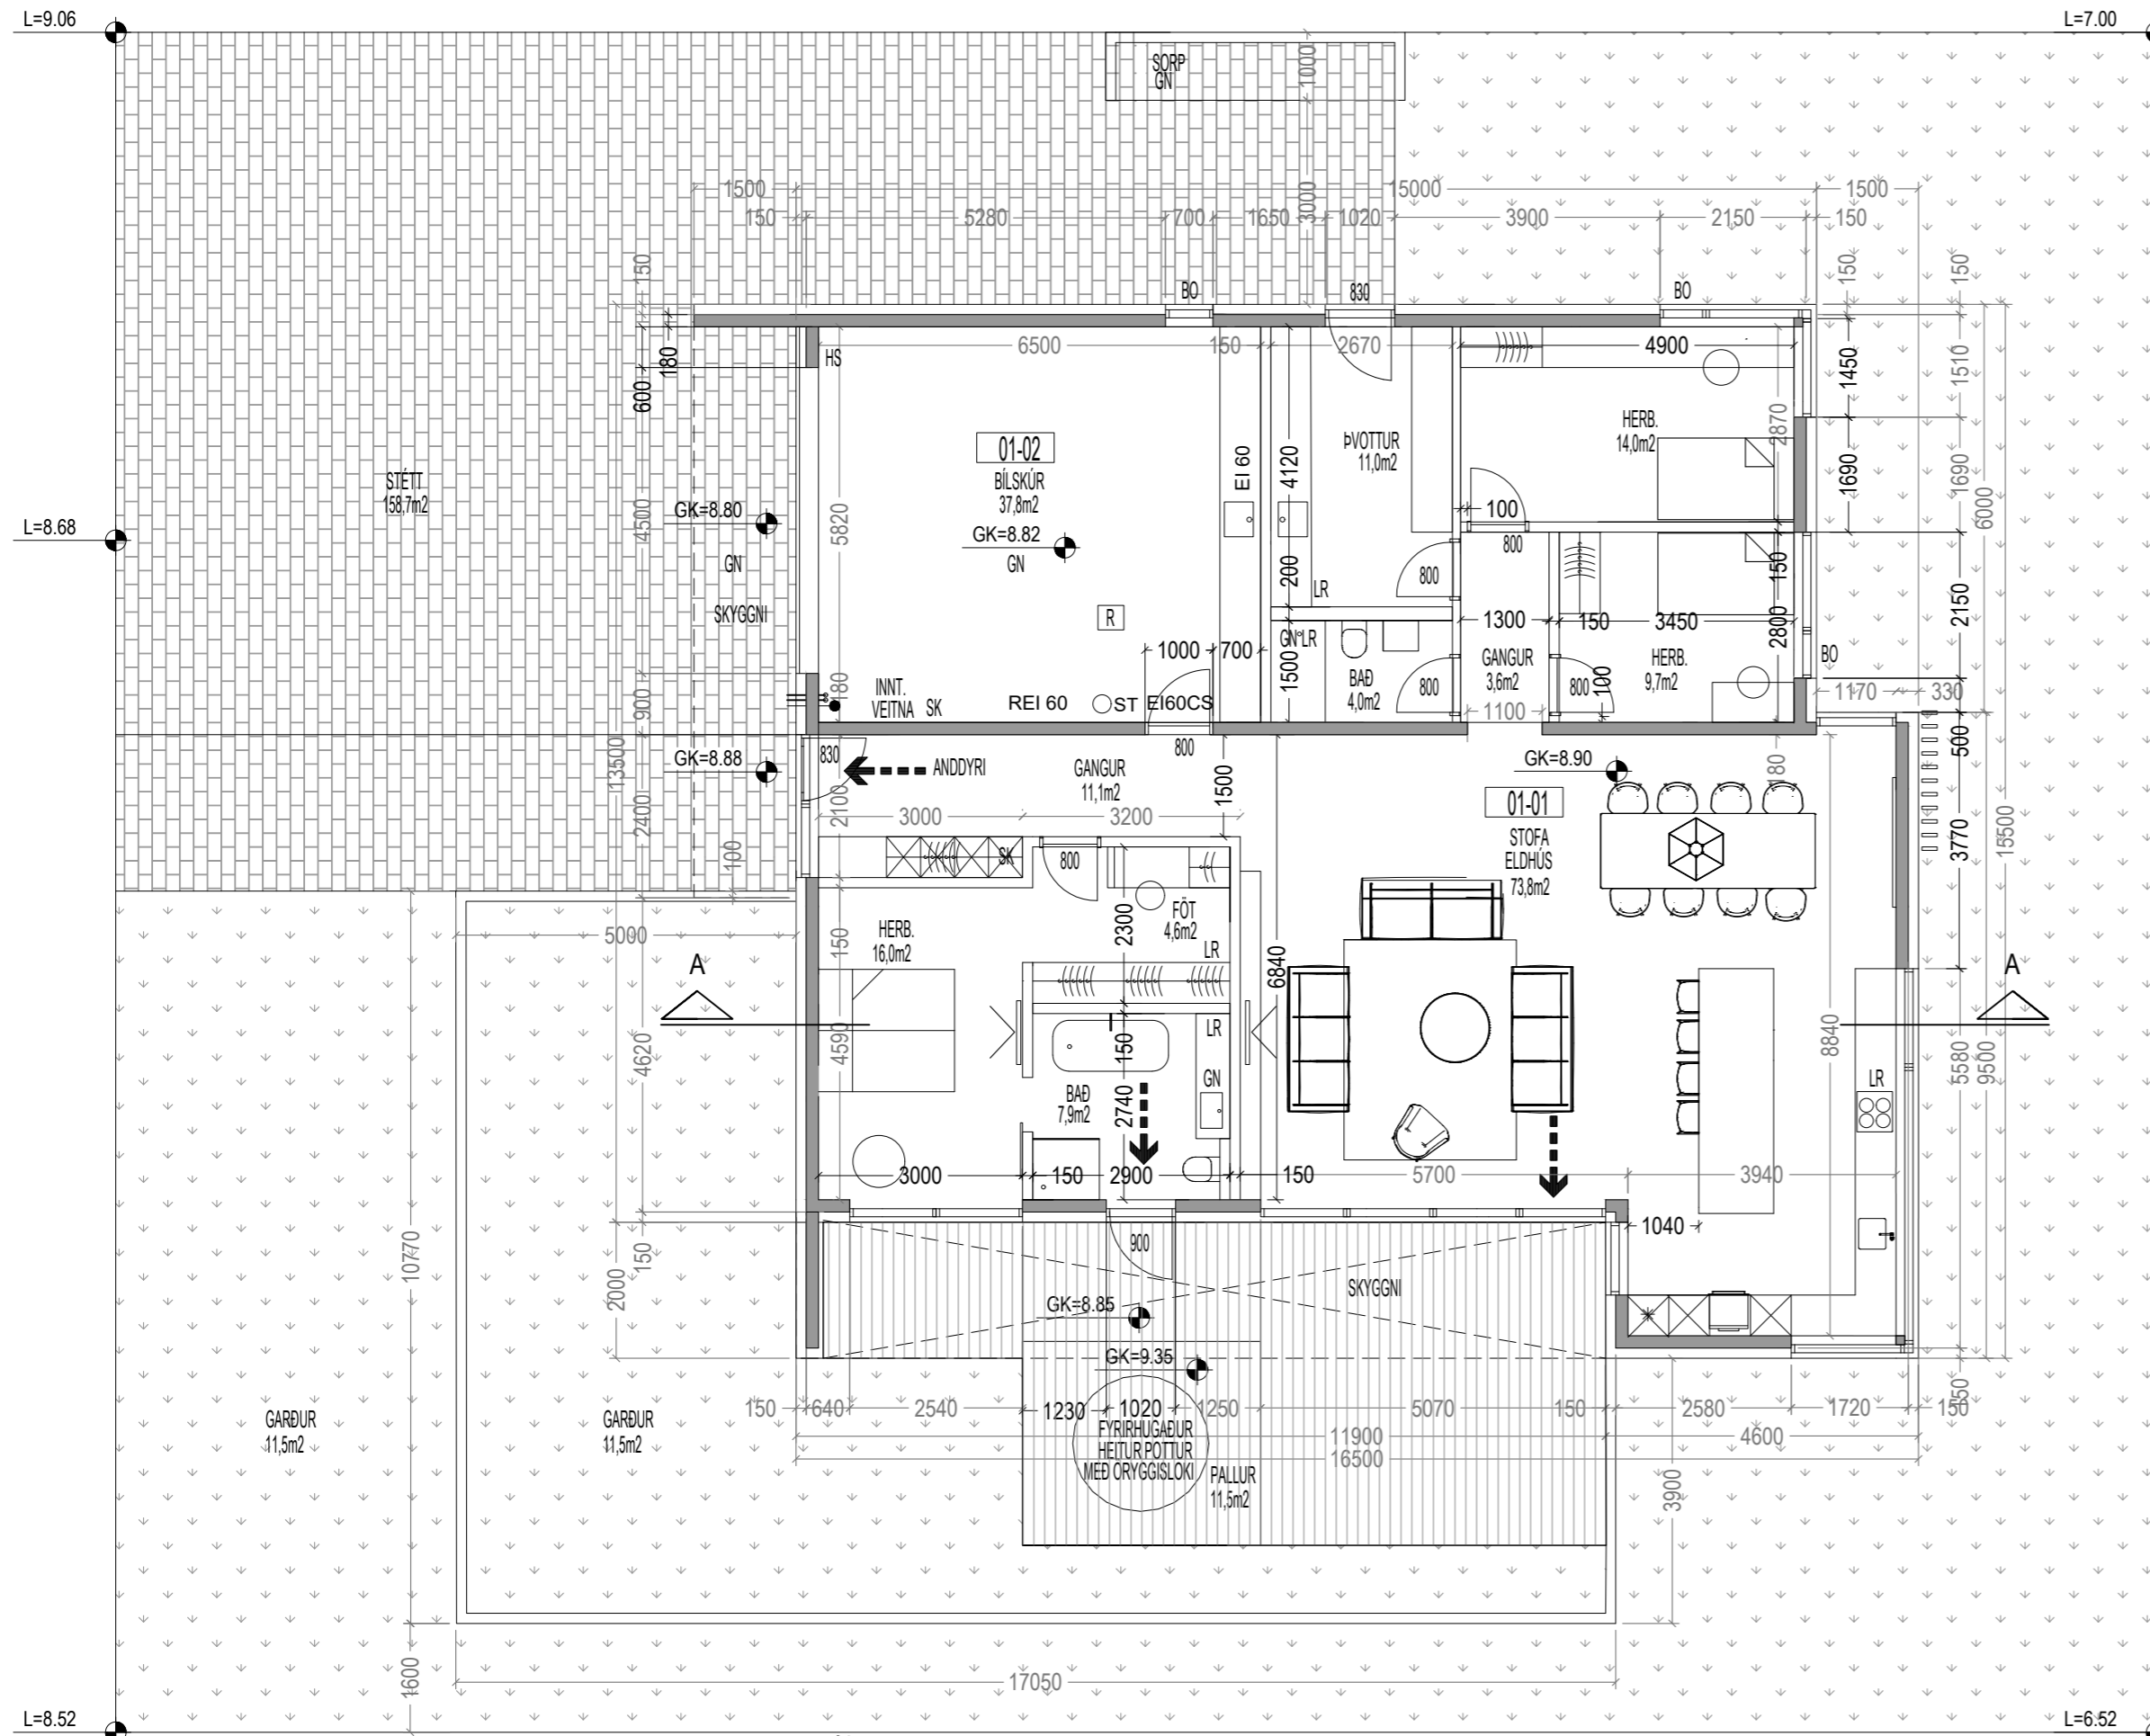 L=9.06
L=7.00
SORP
GN
1000
1500
15000
1500
150
5280
700
1650
3000
1020
3900
2150
150
150
150
150
BO
830
BO
180
600
HS
6500
150
2670
4900
1450
1510
01-02
BÍLSKÚR
37,8m2
ÞVOTTUR
11,0m2
HERB.
14,0m2
2870
STÉTT
158,7m2
EI 60
4120
1690
1690
6000
L=8.68
GK=8.80
4500
5820
GK=8.82
100
800
GN
GN
200
800
150
LR
SKYGGNI
R
1300
150
3450
2800
2150
GN
LR
1000
700
1500
BAÐ
4,0m2
GANGUR
3,6m2
HERB.
9,7m2
BO
800
800
100
INNT.
VEITNA
SK
180
REI 60
ST
EI60CS
1100
1170
330
900
500
13500
GK=8.88
830
ANDDYRI
GANGUR
11,1m2
800
1500
GK=8.90
180
2400
2100
3000
3200
01-01
STOFA
ELDHÚS
73,8m2
3770
15500
100
SK
800
FÖT
4,6m2
2300
5000
150
HERB.
16,0m2
LR
6840
A
A
4590
4620
150
LR
8840
5580
9500
GN
LR
BAÐ
7,9m2
2740
3000
150
2900
150
5700
3940
10770
150
2000
900
1040
SKYGGNI
GK=8.85
GK=9.35
GARÐUR
11,5m2
GARÐUR
11,5m2
150
640
2540
1230
1020
1250
5070
150
2580
1720
150
150
FYRIRHUGAÐUR
HEITUR POTTUR
MEÐ ÖRYGGISLOKI
11900
4600
16500
PALLUR
11,5m2
3900
1600
17050
L=8.52
L=6.52